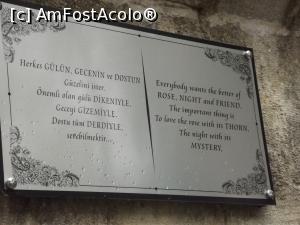 [c] AmFostAcolo®
Herkes GÜLÜN, GECENİN ve DOSTUN
Güzelini ister.
Önemli olan gülü DİKENİYLE,
Geceyi GİZEMİYLE,
Dostu tüm DERDİYLE,
sevebilmektir....
Everybody wants the better of
ROSE, NIGHT and FRIEND.
The important thing is
To love the rose with its THORN,
The night with its
MYSTERY,